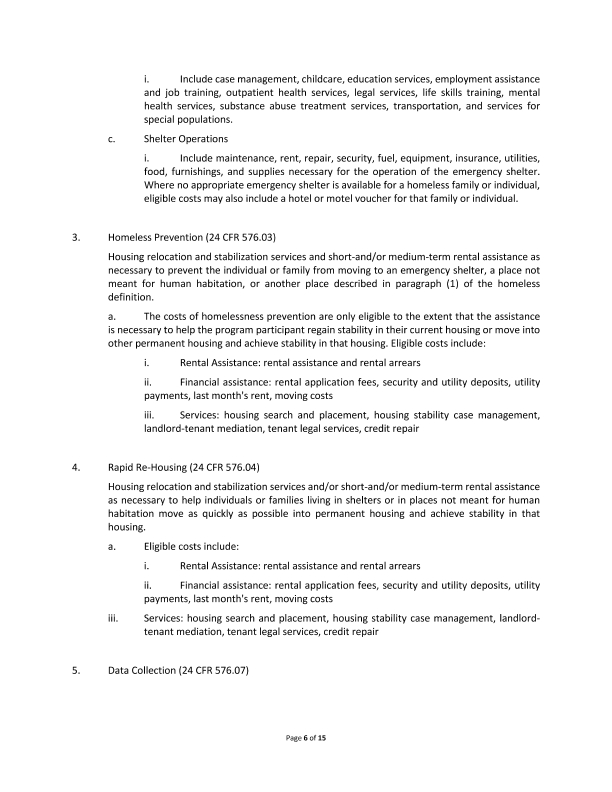 i. Include case management, childcare, education services, employment assistance
and job training, outpatient health services, legal services, life skills training, mental
health services, substance abuse treatment services, transportation, and services for
special populations.
c. Shelter Operations
i. Include maintenance, rent, repair, security, fuel, equipment, insurance, utilities,
food, furnishings, and supplies necessary for the operation of the emergency shelter.
Where no appropriate emergency shelter is available for a homeless family or individual,
eligible costs may also include a hotel or motel voucher for that family or individual.
3. Homeless Prevention (24 CFR 576.03)
Housing relocation and stabilization services and short-and/or medium-term rental assistance as
necessary to prevent the individual or family from moving to an emergency shelter, a place not
meant for human habitation, or another place described in paragraph (1) of the homeless
definition.
a. The costs of homelessness prevention are only eligible to the extent that the assistance
is necessary to help the program participant regain stability in their current housing or move into
other permanent housing and achieve stability in that housing. Eligible costs include:
i. Rental Assistance: rental assistance and rental arrears
ii. Financial assistance: rental application fees, security and utility deposits, utility
payments, last month's rent, moving costs
iii. Services: housing search and placement, housing stability case management,
landlord-tenant mediation, tenant legal services, credit repair
4. Rapid Re-Housing (24 CFR 576.04)
Housing relocation and stabilization services and/or short-and/or medium-term rental assistance
as necessary to help individuals or families living in shelters or in places not meant for human
habitation move as quickly as possible into permanent housing and achieve stability in that
housing.
a. Eligible costs include:
i. Rental Assistance: rental assistance and rental arrears
ii. Financial assistance: rental application fees, security and utility deposits, utility
payments, last month's rent, moving costs
iii. Services: housing search and placement, housing stability case management, landlord-
tenant mediation, tenant legal services, credit repair
5. Data Collection (24 CFR 576.07)
Page 6 of 15